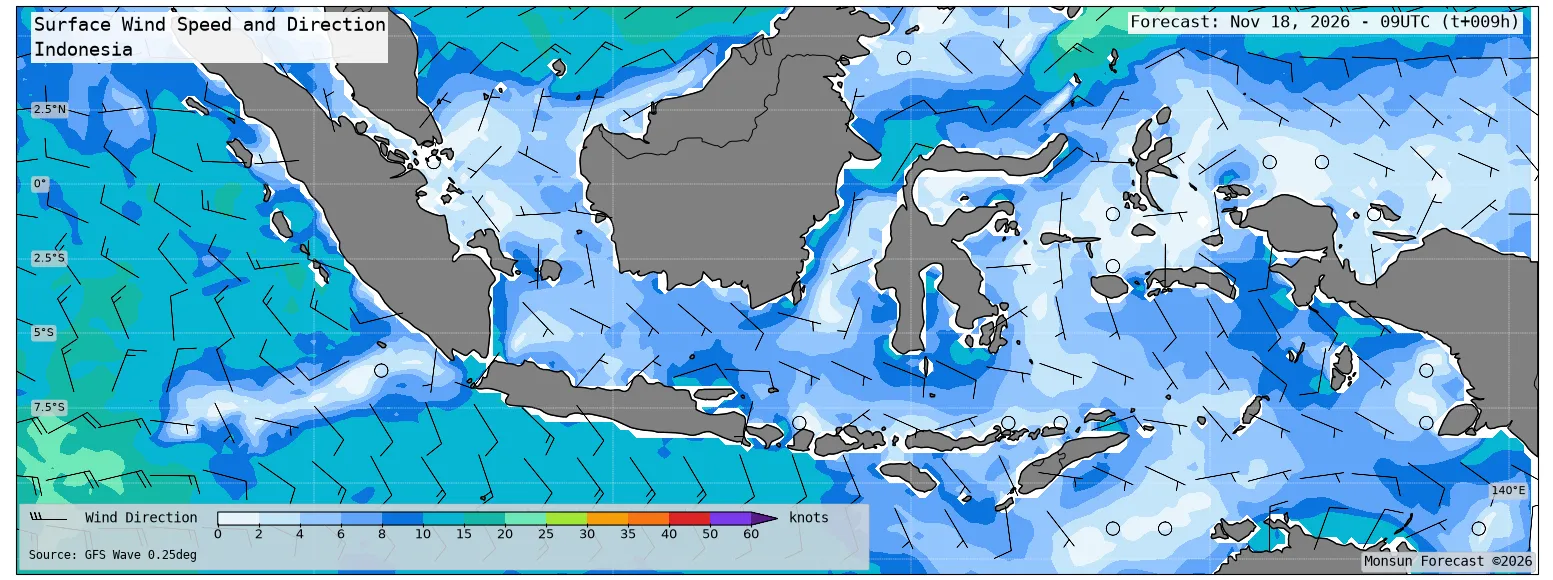 Surface Wind Speed and Direction
Indonesia
Forecast: Nov 18, 2026 - 09UTC (t+009h)
2.5°N
0°
2.5°S
5°S
7.5°S
140°E
Wind Direction
knots
0 2 4 6 8 10 15 20 25 30 35 40 50 60
Source: GFS Wave 0.25deg
Monsun Forecast ©2026